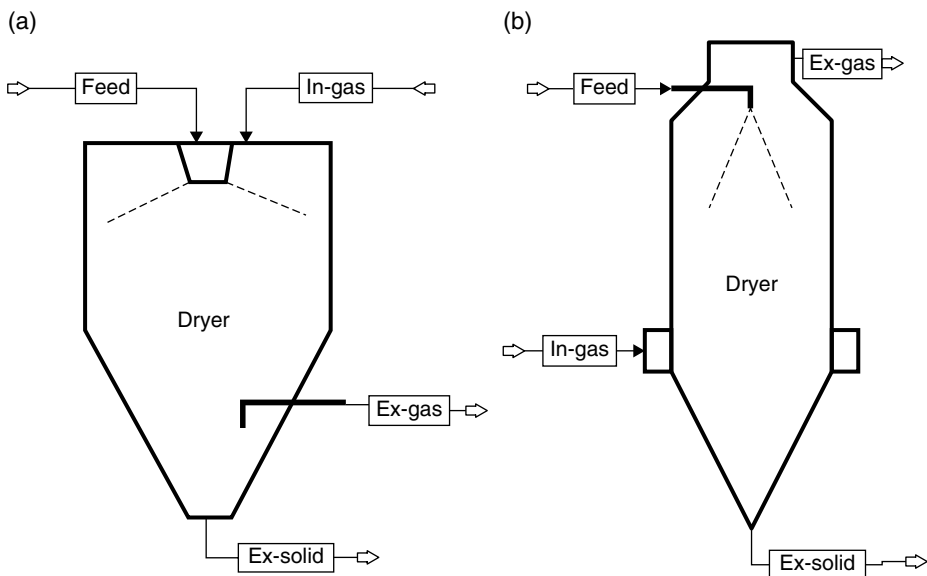 (a)
Feed
In-gas
Dryer
Ex-gas
Ex-solid
(b)
Ex-gas
Feed
Dryer
In-gas
Ex-solid